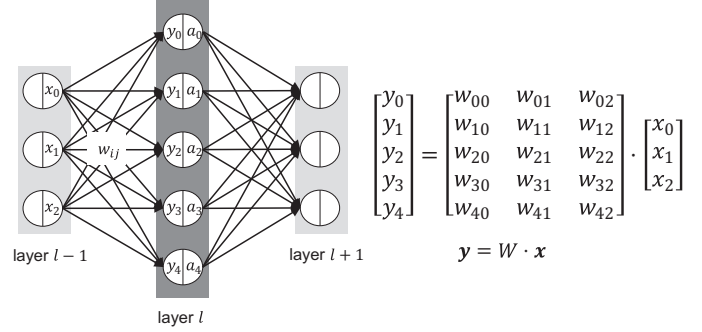 y₀ a₀
x₀ y₁ a₁
x₁ wᵢⱼ y₂ a₂
x₂ y₃ a₃
y₄ a₄
layer l − 1
layer l + 1
layer l
[y₀] [w₀₀ w₀₁ w₀₂]
[y₁] [w₁₀ w₁₁ w₁₂] [x₀]
[y₂] = [w₂₀ w₂₁ w₂₂] · [x₁]
[y₃] [w₃₀ w₃₁ w₃₂] [x₂]
[y₄] [w₄₀ w₄₁ w₄₂]
y = W · x